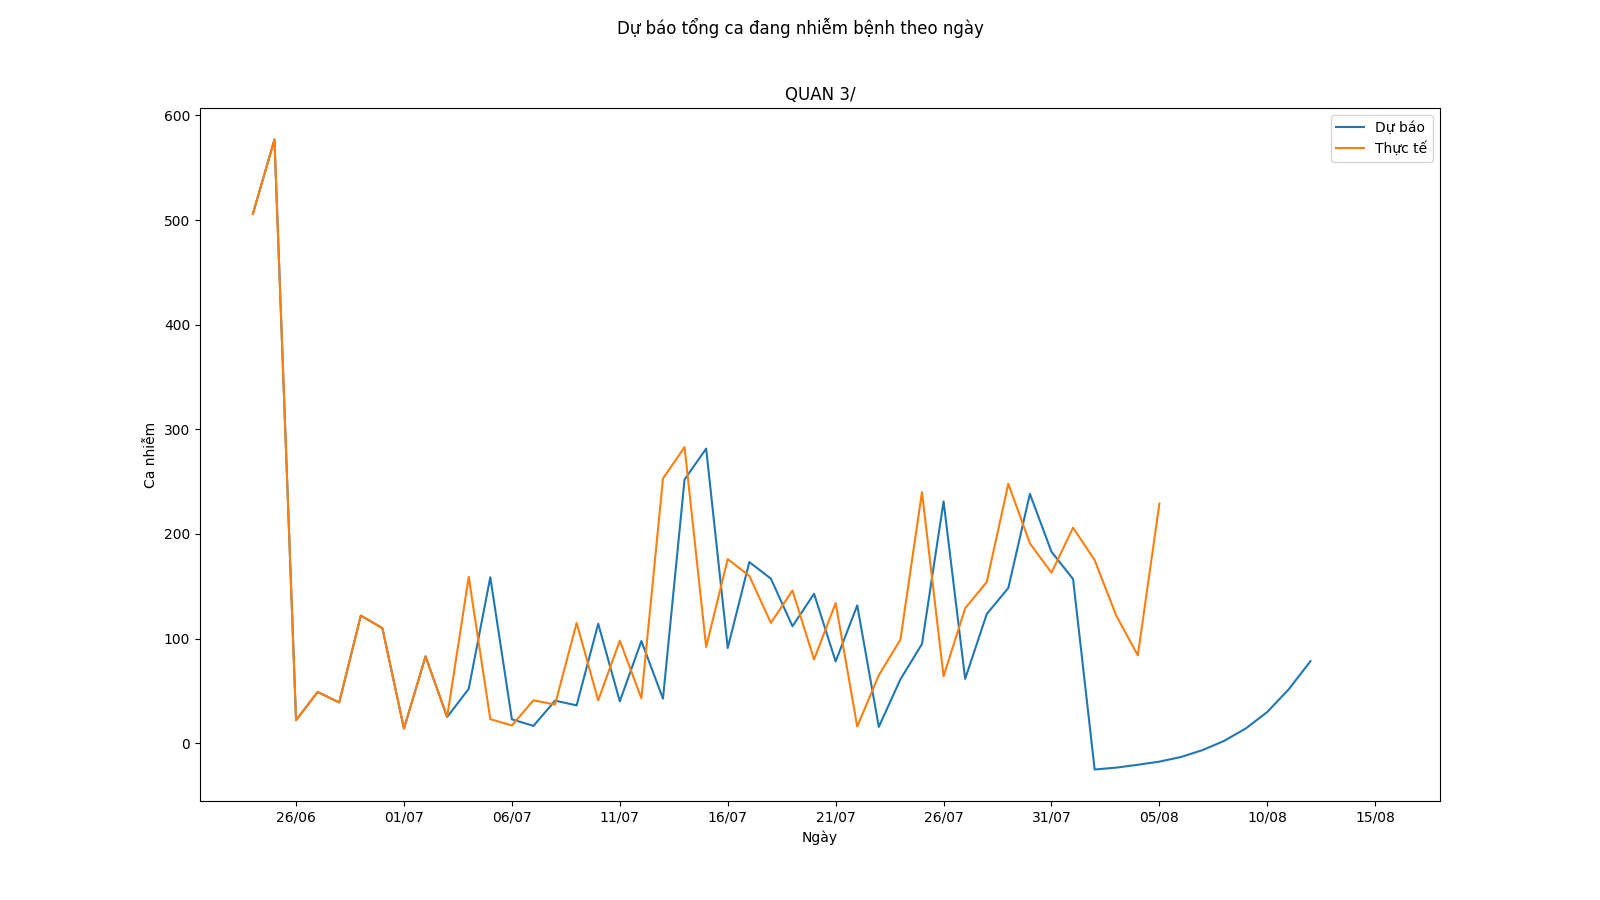 Dự báo tổng ca đang nhiễm bệnh theo ngày
QUAN 3/
600
500
400
300
200
100
0
Ca nhiễm
Dự báo
Thực tế
26/06 01/07 06/07 11/07 16/07 21/07 26/07 31/07 05/08 10/08 15/08
Ngày